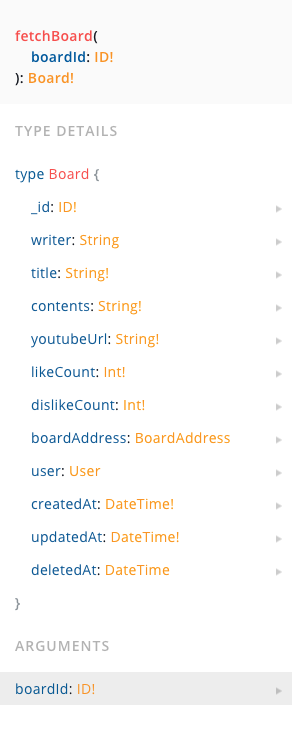 fetchBoard(
boardId: ID!
): Board!
TYPE DETAILS
type Board {
_id: ID!
writer: String
title: String!
contents: String!
youtubeUrl: String!
likeCount: Int!
dislikeCount: Int!
boardAddress: BoardAddress
user: User
createdAt: DateTime!
updatedAt: DateTime!
deletedAt: DateTime
}
ARGUMENTS
boardId: ID!